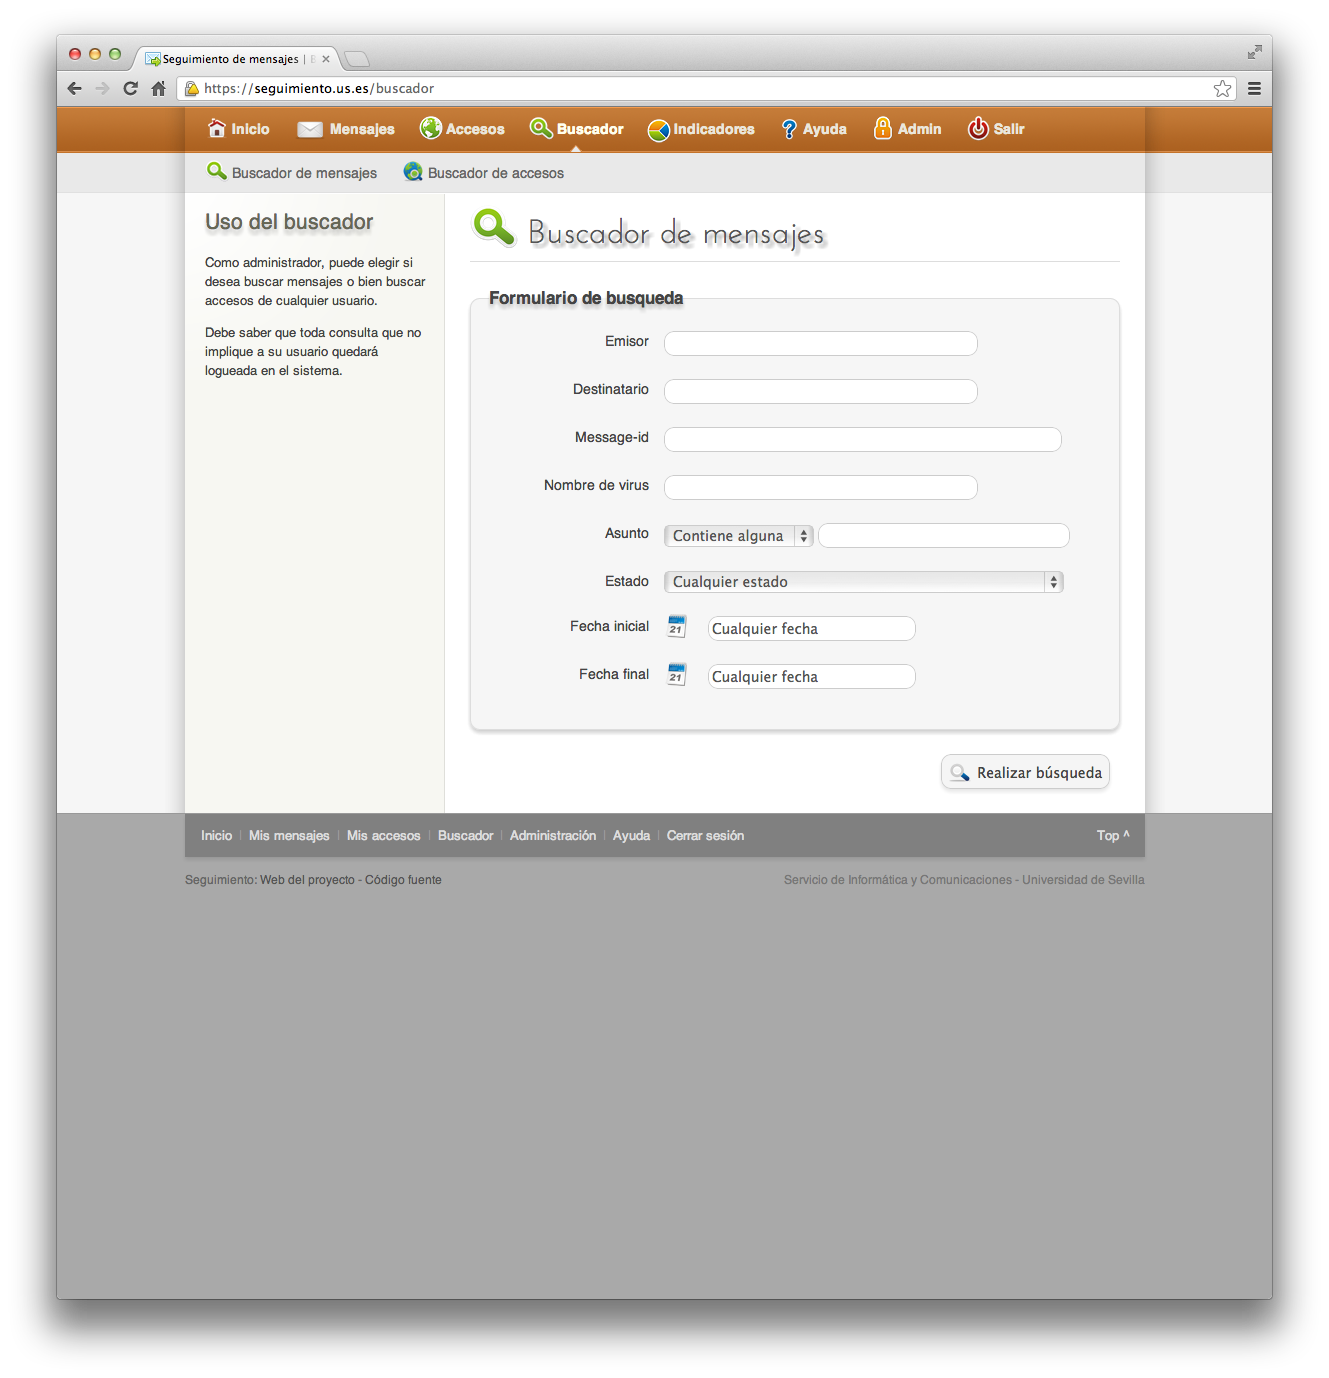 Seguimiento de mensajes |
https://seguimiento.us.es/buscador
Inicio Mensajes Accesos Buscador Indicadores Ayuda Admin Salir
Buscador de mensajes Buscador de accesos
Uso del buscador
Como administrador, puede elegir si
desea buscar mensajes o bien buscar
accesos de cualquier usuario.
Debe saber que toda consulta que no
implique a su usuario quedará
logueada en el sistema.
Buscador de mensajes
Formulario de busqueda
Emisor
Destinatario
Message-id
Nombre de virus
Asunto Contiene alguna
Estado Cualquier estado
Fecha inicial 21 Cualquier fecha
Fecha final 21 Cualquier fecha
Realizar búsqueda
Inicio | Mis mensajes | Mis accesos | Buscador | Administración | Ayuda | Cerrar sesión Top ^
Seguimiento: Web del proyecto - Código fuente Servicio de Informática y Comunicaciones - Universidad de Sevilla